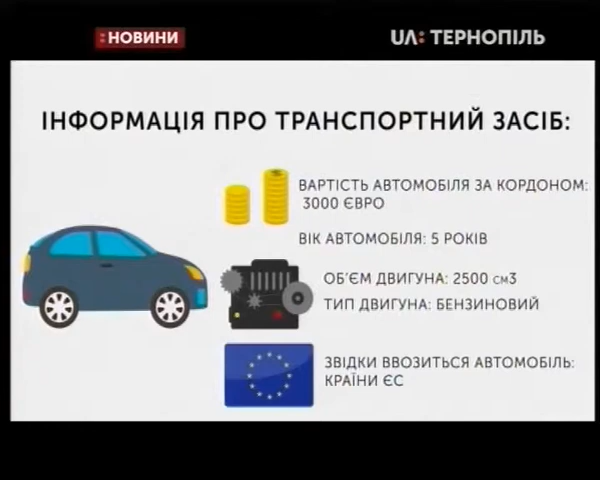 :НОВИНИ
UA: ТЕРНОПІЛЬ
ІНФОРМАЦІЯ ПРО ТРАНСПОРТНИЙ ЗАСІБ:
ВАРТІСТЬ АВТОМОБІЛЯ ЗА КОРДОНОМ:
3000 ЄВРО
ВІК АВТОМОБІЛЯ: 5 РОКІВ
ОБ'ЄМ ДВИГУНА: 2500 см3
ТИП ДВИГУНА: БЕНЗИНОВИЙ
ЗВІДКИ ВВОЗИТЬСЯ АВТОМОБІЛЬ:
КРАЇНИ ЄС